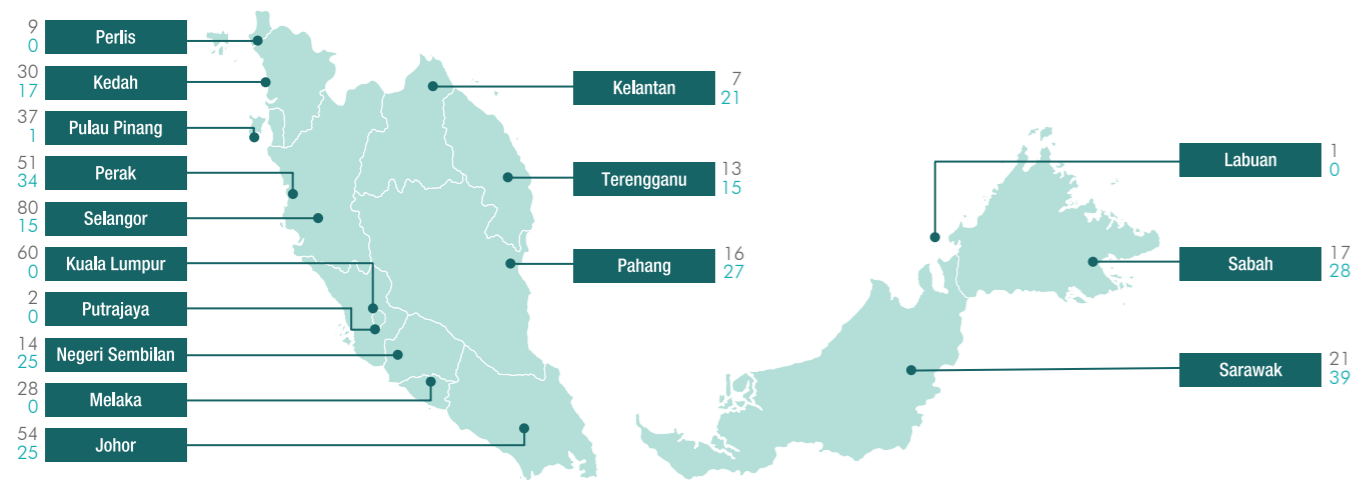 9
0
Perlis
30
17
Kedah
37
1
Pulau Pinang
51
34
Perak
80
15
Selangor
60
0
Kuala Lumpur
2
0
Putrajaya
14
25
Negeri Sembilan
28
0
Melaka
54
25
Johor
Kelantan
7
21
Terengganu
13
15
Pahang
16
27
Labuan
1
0
Sabah
17
28
Sarawak
21
39